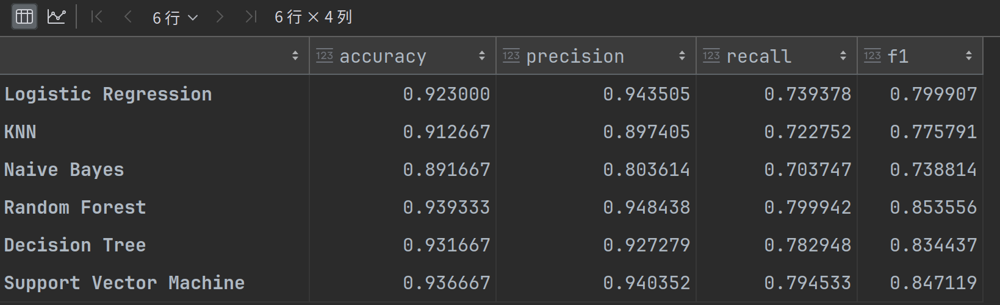 6 行 6 行 × 4 列
123 accuracy 123 precision 123 recall 123 f1
Logistic Regression 0.923000 0.943505 0.739378 0.799907
KNN 0.912667 0.897405 0.722752 0.775791
Naive Bayes 0.891667 0.803614 0.703747 0.738814
Random Forest 0.939333 0.948438 0.799942 0.853556
Decision Tree 0.931667 0.927279 0.782948 0.834437
Support Vector Machine 0.936667 0.940352 0.794533 0.847119